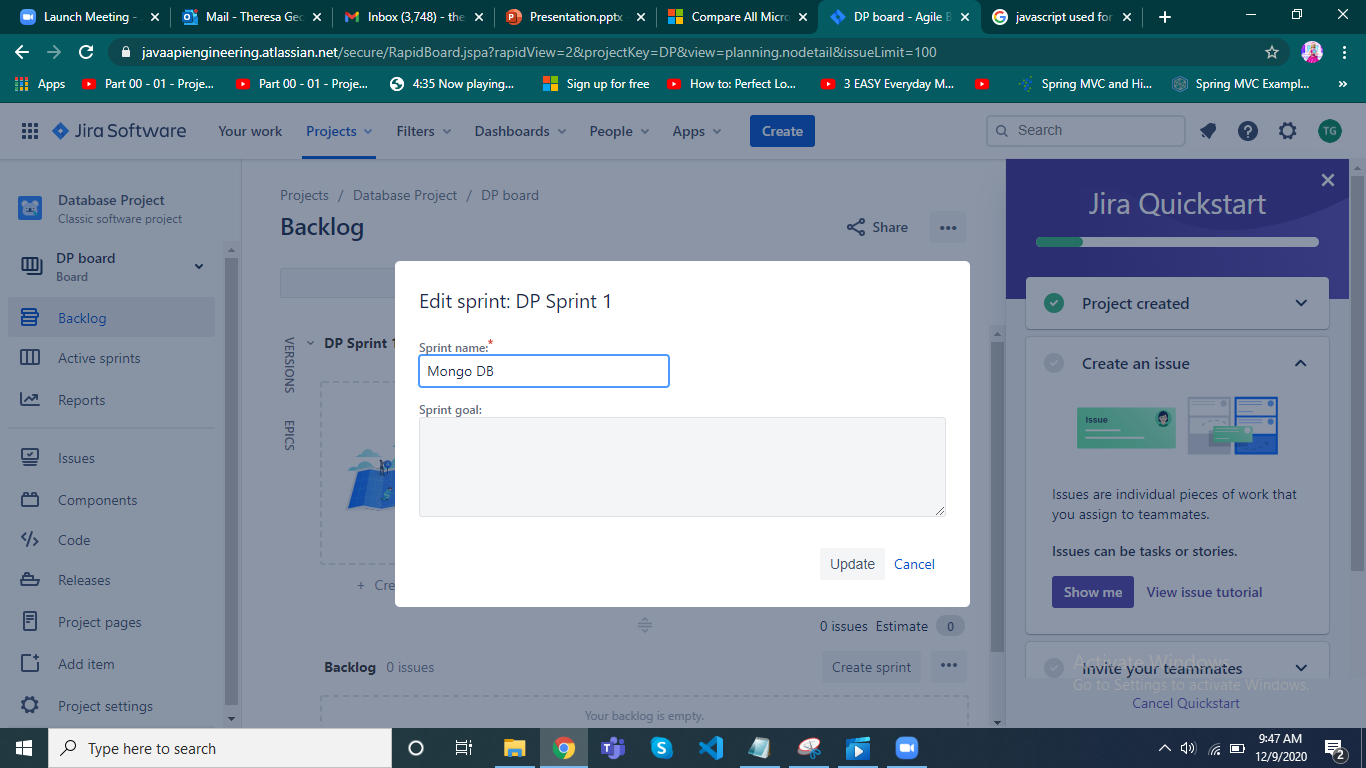 Launch Meeting -
Mail - Theresa Geo
Inbox (3,748) - the
Presentation.pptx
Compare All Micro
DP board - Agile B
javascript used for
javaapiengineering.atlassian.net/secure/RapidBoard.jspa?rapidView=2&projectKey=DP&view=planning.nodetail&issueLimit=100
Apps
Part 00 - 01 - Proje...
Part 00 - 01 - Proje...
4:35 Now playing...
Sign up for free
How to: Perfect Lo...
3 EASY Everyday M...
Spring MVC and Hi...
Spring MVC Exampl...
»
Jira Software
Your work
Projects
Filters
Dashboards
People
Apps
Create
Search
TG
Database Project
Classic software project
DP board
Board
Backlog
Active sprints
Reports
Issues
Components
Code
Releases
Project pages
Add item
Project settings
Projects / Database Project / DP board
Backlog
Share
VERSIONS
EPICS
DP Sprint 1
+ Cre
Edit sprint: DP Sprint 1
Sprint name:*
Mongo DB
Sprint goal:
Update
Cancel
0 issues Estimate 0
Backlog 0 issues
Create sprint
Your backlog is empty.
Jira Quickstart
Project created
Create an issue
Issue
Issues are individual pieces of work that
you assign to teammates.
Issues can be tasks or stories.
Show me
View issue tutorial
Invite your teammates
Activate Windows
Go to Settings to activate Windows.
Cancel Quickstart
Type here to search
9:47 AM
12/9/2020
2